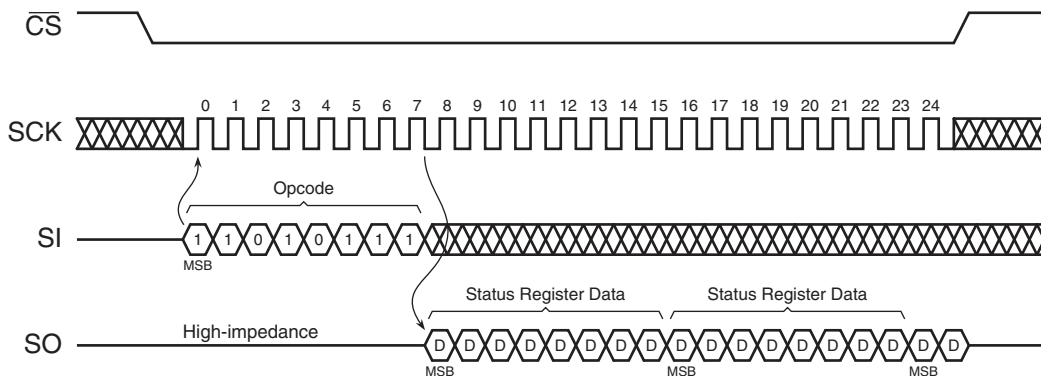 CS
0 1 2 3 4 5 6 7 8 9 10 11 12 13 14 15 16 17 18 19 20 21 22 23 24
SCK
Opcode
SI 1 1 0 1 0 1 1 1
MSB
Status Register Data Status Register Data
SO High-impedance D D D D D D D D D D D D D D D D D D
MSB MSB MSB